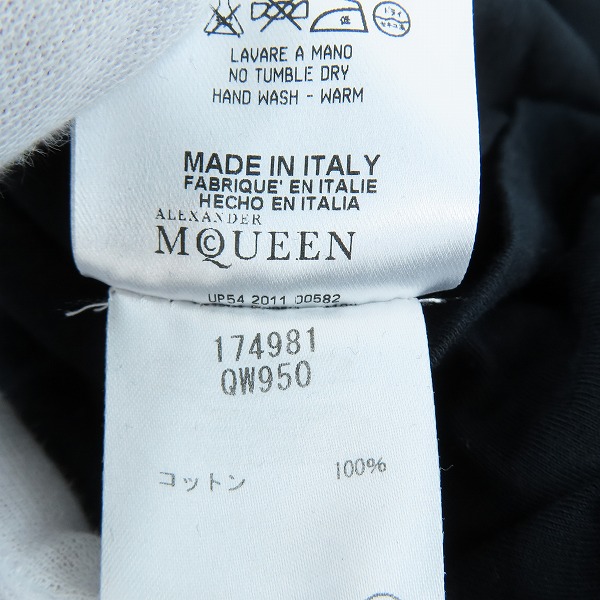 LAVARE A MANO
NO TUMBLE DRY
HAND WASH - WARM
MADE IN ITALY
FABRIQUE' EN ITALIE
HECHO EN ITALIA
ALEXANDER
McQUEEN
UP54 2011 00582
174981
QW950
コットン 100%